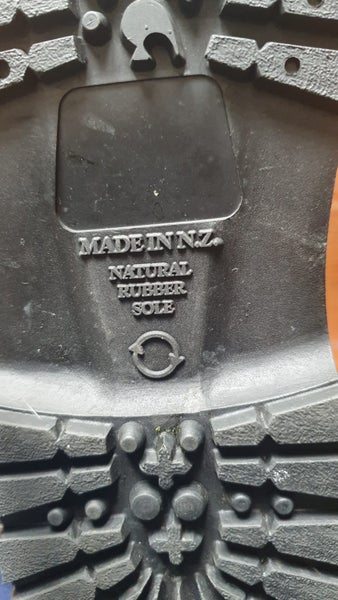 MADE IN N.Z.
NATURAL
RUBBER
SOLE